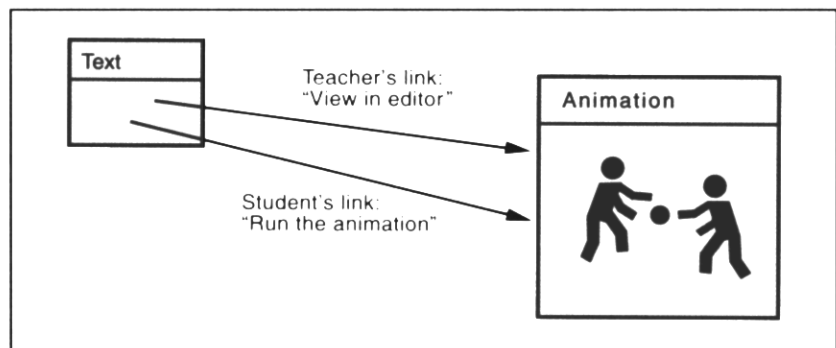 Text
Teacher's link:
"View in editor"
Animation
Student's link:
"Run the animation"